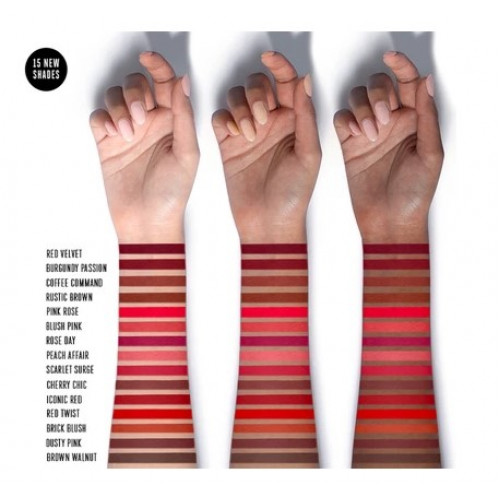 15 NEW
SHADES
RED VELVET
BURGUNDY PASSION
COFFEE COMMAND
RUSTIC BROWN
PINK ROSE
BLUSH PINK
ROSE DAY
PEACH AFFAIR
SCARLET SURGE
CHERRY CHIC
ICONIC RED
RED TWIST
BRICK BLUSH
DUSTY PINK
BROWN WALNUT